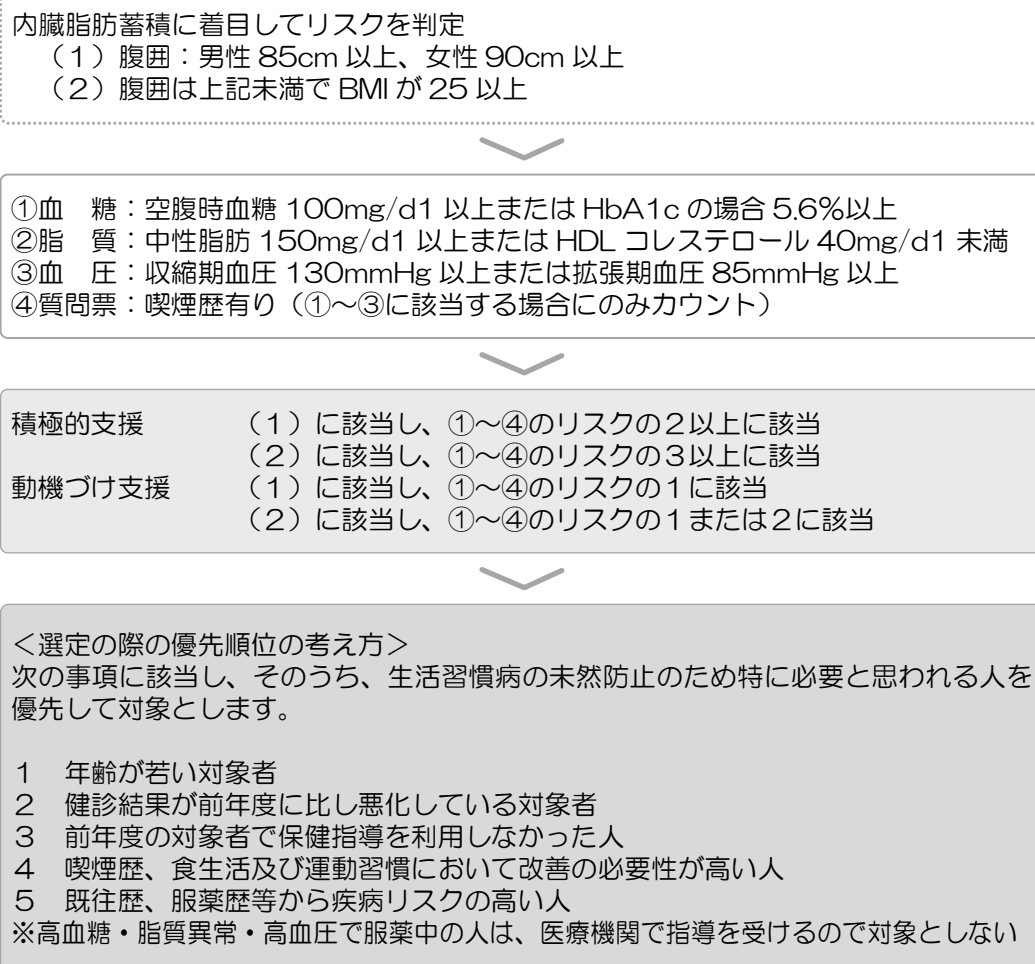 内臓脂肪蓄積に着目してリスクを判定
(1)腹囲:男性 85cm 以上、女性 90cm 以上
(2)腹囲は上記未満で BMI が 25 以上
①血　糖:空腹時血糖 100mg/d1 以上または HbA1c の場合 5.6%以上
②脂　質:中性脂肪 150mg/d1 以上または HDL コレステロール 40mg/d1 未満
③血　圧:収縮期血圧 130mmHg 以上または拡張期血圧 85mmHg 以上
④質問票:喫煙歴有り(①～③に該当する場合にのみカウント)
積極的支援　(1)に該当し、①～④のリスクの2以上に該当
(2)に該当し、①～④のリスクの3以上に該当
動機づけ支援　(1)に該当し、①～④のリスクの1に該当
(2)に該当し、①～④のリスクの1または2に該当
<選定の際の優先順位の考え方>
次の事項に該当し、そのうち、生活習慣病の未然防止のため特に必要と思われる人を
優先して対象とします。
1　年齢が若い対象者
2　健診結果が前年度に比し悪化している対象者
3　前年度の対象者で保健指導を利用しなかった人
4　喫煙歴、食生活及び運動習慣において改善の必要性が高い人
5　既往歴、服薬歴等から疾病リスクの高い人
※高血糖・脂質異常・高血圧で服薬中の人は、医療機関で指導を受けるので対象としない